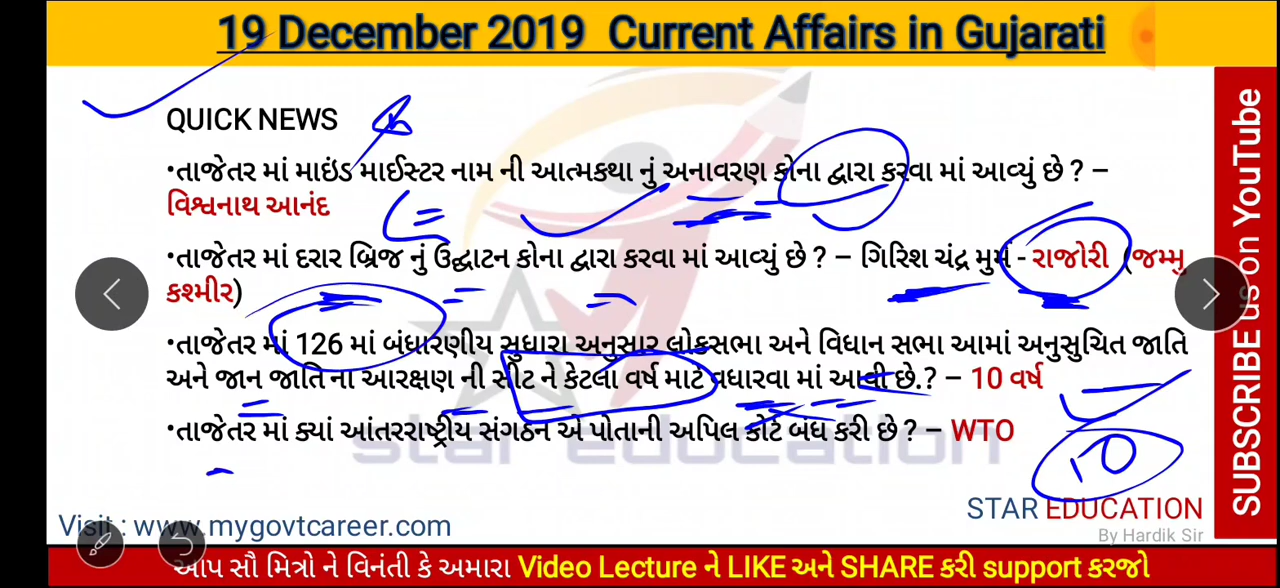 19 December 2019 Current Affairs in Gujarati
QUICK NEWS
•તાજેતર માં માઇંડ માઈસ્ટર નામ ની આત્મકથા નું અનાવરણ કોના દ્વારા કરવા માં આવ્યું છે ? –
વિશ્વનાથ આનંદ
•તાજેતર માં દરાર બ્રિજ નું ઉદ્ઘાટન કોના દ્વારા કરવા માં આવ્યું છે ? – ગિરિશ ચંદ્ર મુર્મ - રાજોરી (જમ્મુ
કશ્મીર)
•તાજેતર માં 126 માં બંધારણીય સુધારા અનુસાર લોકસભા અને વિધાન સભા આમાં અનુસુચિત જાતિ
અને જાન જાતિ ના આરક્ષણ ની સીટ ને કેટલા વર્ષ માટે વધારવા માં આવી છે.? – 10 વર્ષ
•તાજેતર માં ક્યાં આંતરરાષ્ટ્રીય સંગઠન એ પોતાની અપિલ કોર્ટ બંધ કરી છે ? – WTO
10
star education
STAR EDUCATION
By Hardik Sir
Visit : www.mygovtcareer.com
આપ સૌ મિત્રો ને વિનંતી કે અમારા Video Lecture ને LIKE અને SHARE કરી support કરજો
SUBSCRIBE us on YouTube